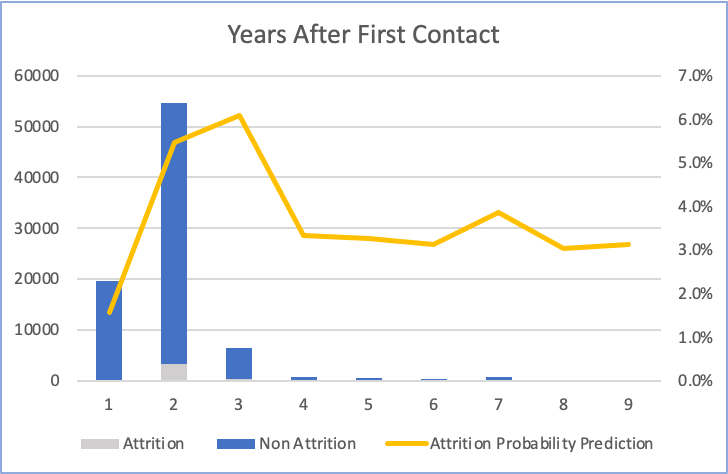 Years After First Contact
60000 7.0%
50000 6.0%
40000 5.0%
30000 4.0%
20000 3.0%
10000 2.0%
0 1.0%
0.0%
1 2 3 4 5 6 7 8 9
Attrition Non Attrition Attrition Probability Prediction